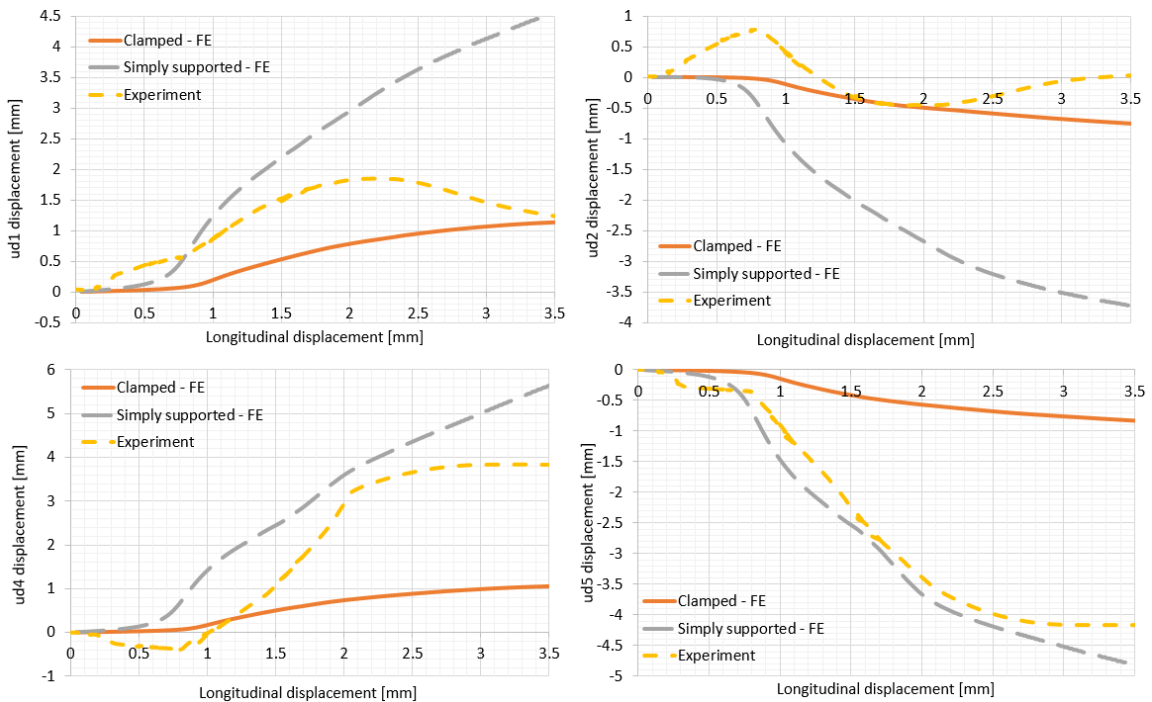 4.5
4
3.5
3
2.5
2
1.5
1
0.5
0
-0.5
ud1 displacement [mm]
Clamped - FE
Simply supported - FE
Experiment
0 0.5 1 1.5 2 2.5 3 3.5
Longitudinal displacement [mm]
1
0.5
0
-0.5
-1
-1.5
-2
-2.5
-3
-3.5
-4
ud2 displacement [mm]
0 0.5 1 1.5 2 2.5 3 3.5
Clamped - FE
Simply supported - FE
Experiment
Longitudinal displacement [mm]
6
5
4
3
2
1
0
-1
ud4 displacement [mm]
Clamped - FE
Simply supported - FE
Experiment
0 0.5 1 1.5 2 2.5 3 3.5
Longitudinal displacement [mm]
0
-0.5
-1
-1.5
-2
-2.5
-3
-3.5
-4
-4.5
-5
ud5 displacement [mm]
0 0.5 1 1.5 2 2.5 3 3.5
Clamped - FE
Simply supported - FE
Experiment
Longitudinal displacement [mm]